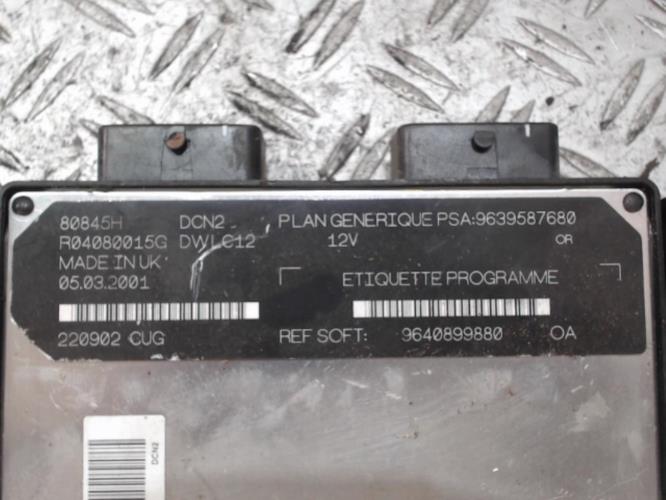 80845H DCN2 PLAN GENERIQUE PSA:9639587680
R04080015G DWLC12 12V OR
MADE IN UK
05.03.2001 ETIQUETTE PROGRAMME
220902 CUG REF SOFT: 9640899880 OA
DCN2